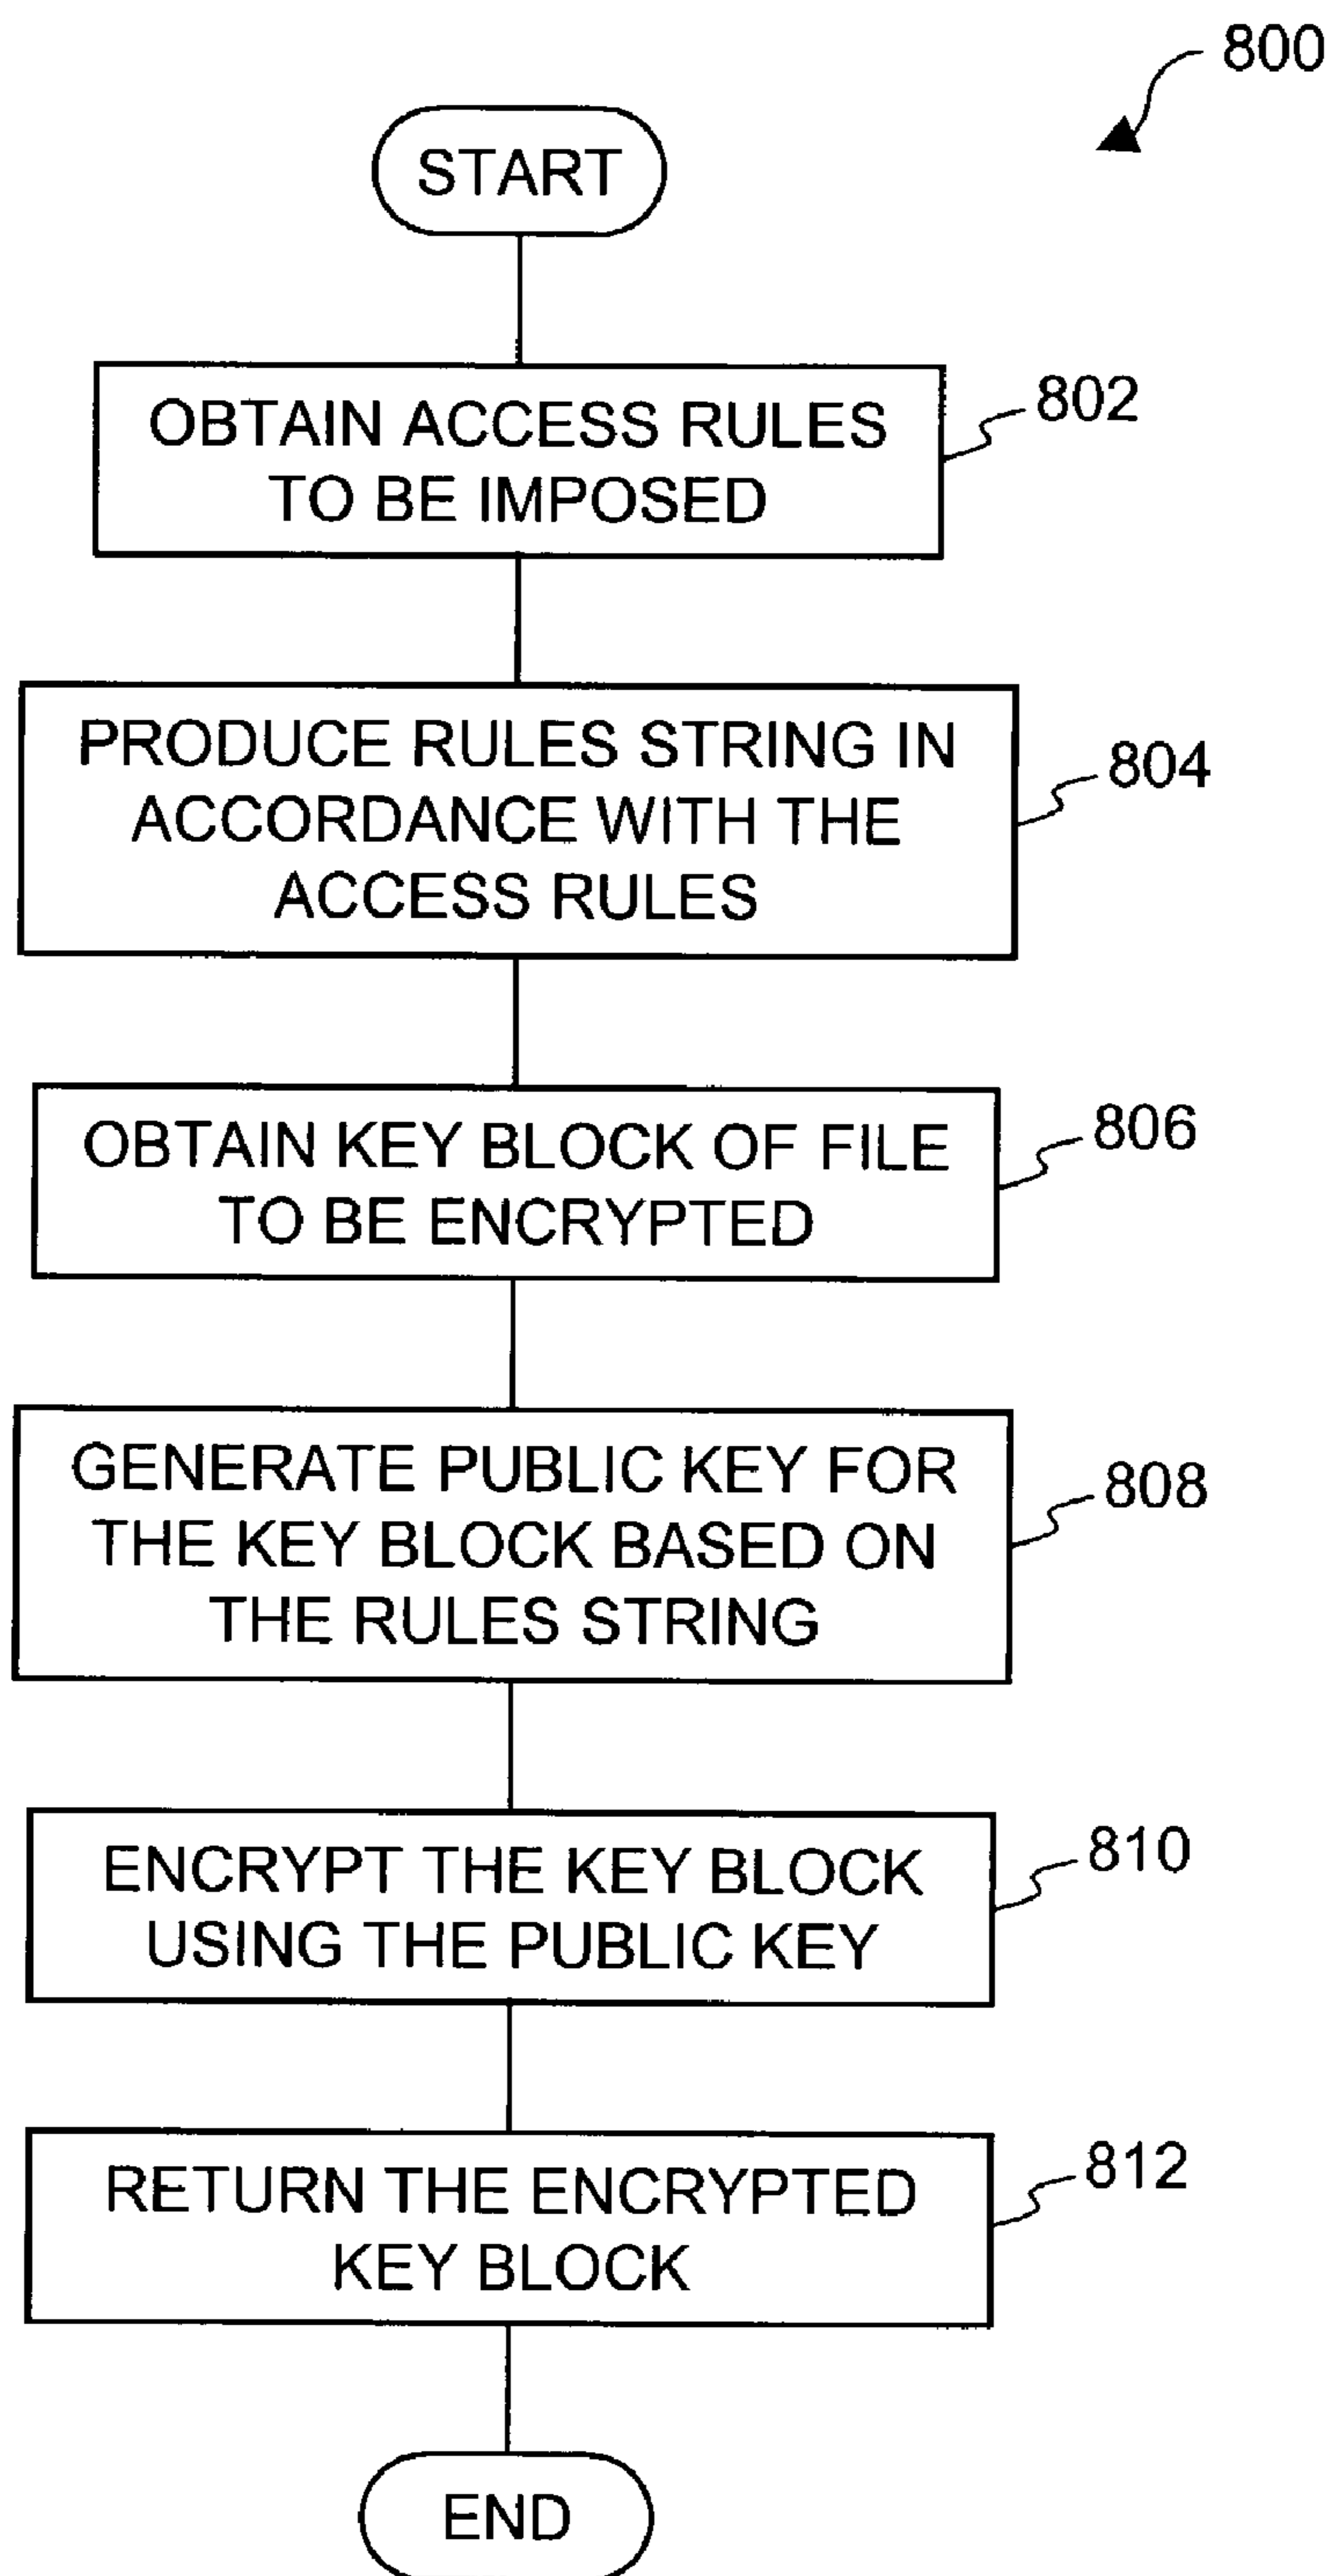 800
START
OBTAIN ACCESS RULES
TO BE IMPOSED
802
PRODUCE RULES STRING IN
ACCORDANCE WITH THE
ACCESS RULES
804
OBTAIN KEY BLOCK OF FILE
TO BE ENCRYPTED
806
GENERATE PUBLIC KEY FOR
THE KEY BLOCK BASED ON
THE RULES STRING
808
ENCRYPT THE KEY BLOCK
USING THE PUBLIC KEY
810
RETURN THE ENCRYPTED
KEY BLOCK
812
END